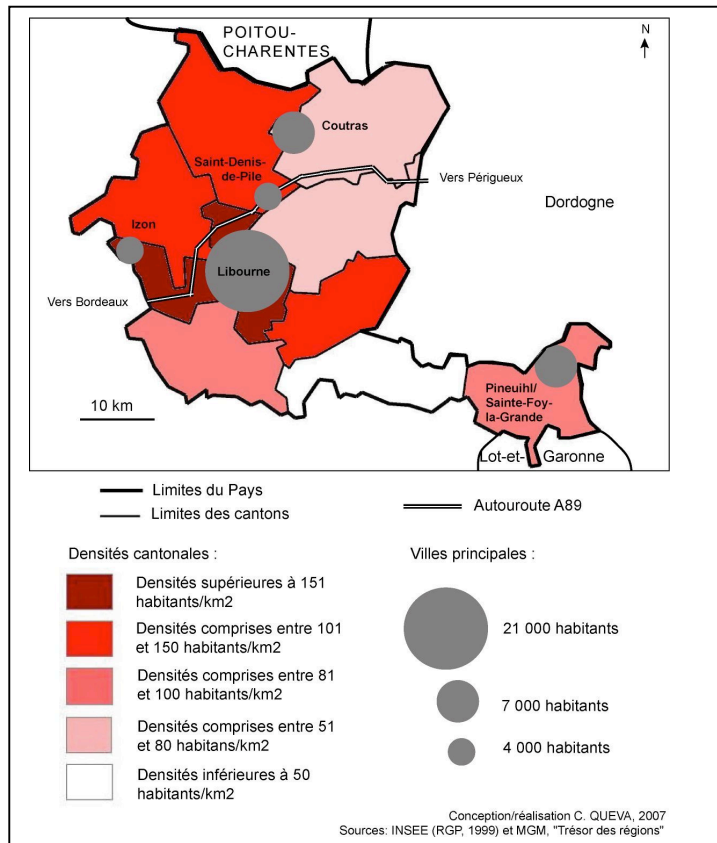 POITOU-
CHARENTES
N
Coutras
Saint-Denis-
de-Pile
Vers Périgueux
Izon
Dordogne
Libourne
Vers Bordeaux
10 km
Pineuihl/
Sainte-Foy-
la-Grande
Lot-et-
Garonne
Limites du Pays
Limites des cantons
Autouroute A89
Densités cantonales :
Densités supérieures à 151
habitants/km2
Densités comprises entre 101
et 150 habitants/km2
Densités comprises entre 81
et 100 habitants/km2
Densités comprises entre 51
et 80 habitans/km2
Densités inférieures à 50
habitants/km2
Villes principales :
21 000 habitants
7 000 habitants
4 000 habitants
Conception/réalisation C. QUEVA, 2007
Sources: INSEE (RGP, 1999) et MGM, "Trésor des régions"